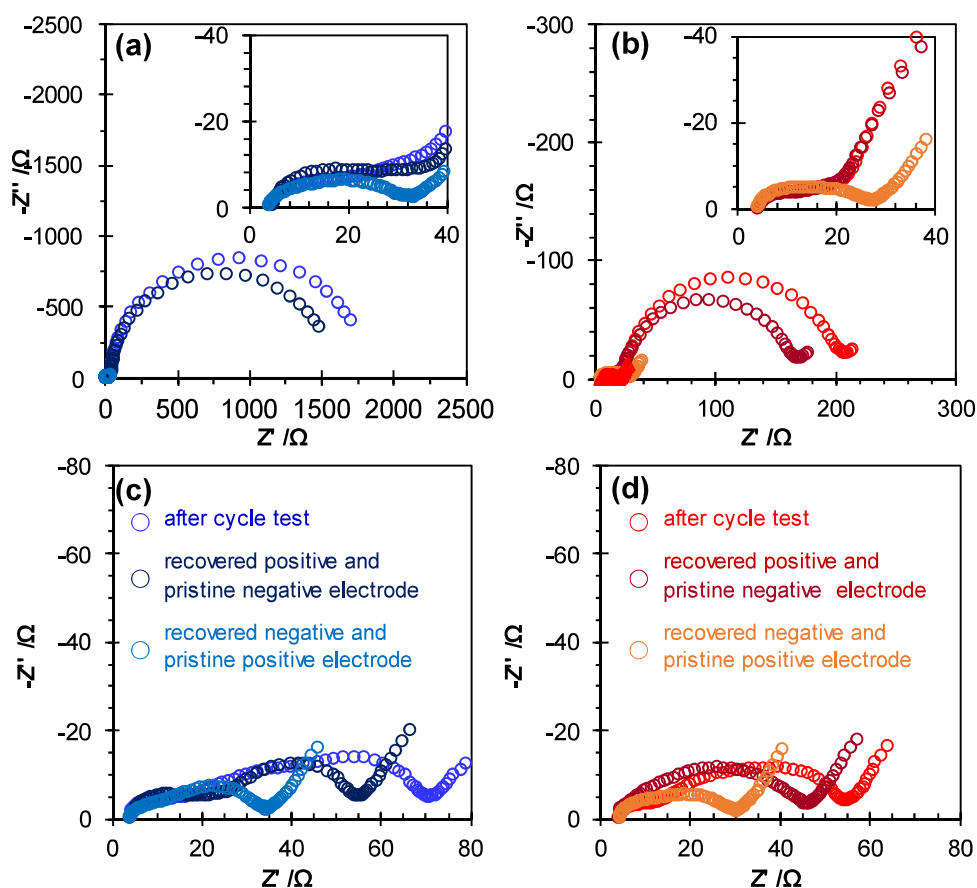 -2500
-2000
-1500
-1000
-500
0
0
500
1000
1500
2000
2500
-Z'' /Ω
Z' /Ω
(a)
-40
-20
0
0
20
40
-300
-200
-100
0
0
100
200
300
-Z'' /Ω
Z' /Ω
(b)
-40
-20
0
0
20
40
-80
-60
-40
-20
0
0
20
40
60
80
-Z'' /Ω
Z' /Ω
(c)
after cycle test
recovered positive and
pristine negative electrode
recovered negative and
pristine positive electrode
-80
-60
-40
-20
0
0
20
40
60
80
-Z'' /Ω
Z' /Ω
(d)
after cycle test
recovered positive and
pristine negative electrode
recovered negative and
pristine positive electrode